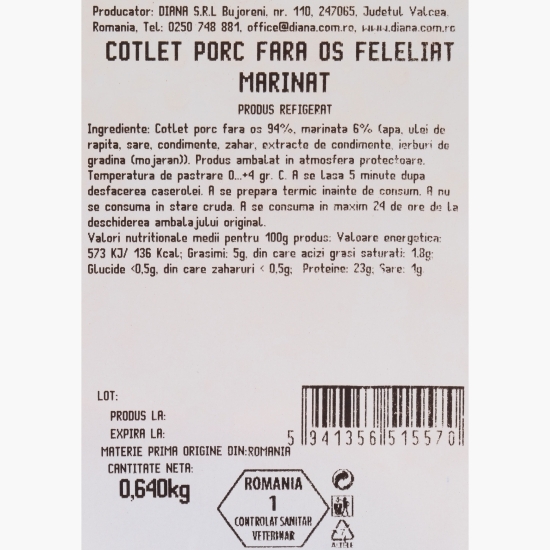 Producator: DIANA S.R.L Bujoreni, nr. 110, 247065, Judetul Valcea,
Romania, Tel: 0250 748 881, office@diana.com.ro, www.diana.com.ro
COTLET PORC FARA OS FELELIAT
MARINAT
PRODUS REFIGERAT
Ingrediente: Cotlet porc fara os 94%, marinata 6% (apa, ulei de
rapita, sare, condimente, zahar, extracte de condimente, ierburi de
gradina (mojaran)). Produs ambalat in atmosfera protectoare.
Temperatura de pastrare 0...+4 gr. C. A se lasa 5 minute dupa
desfacerea caserolei. A se prepara termic inainte de consum. A nu
se consuma in stare cruda. A se consuma in maxim 24 de ore de la
deschiderea ambalajului original.
Valori nutritionale medii pentru 100g produs: Valoare energetica:
573 KJ/ 136 Kcal; Grasimi: 5g, din care acizi grasi saturati: 1.8g;
Glucide <0,5g, din care zaharuri < 0,5g; Proteine: 23g; Sare: 1g.
LOT:
PRODUS LA:
EXPIRA LA:
5 941356 515570
MATERIE PRIMA ORIGINE DIN:ROMANIA
CANTITATE NETA:
0,640kg
ROMANIA
1
CONTROLAT SANITAR
VETERINAR